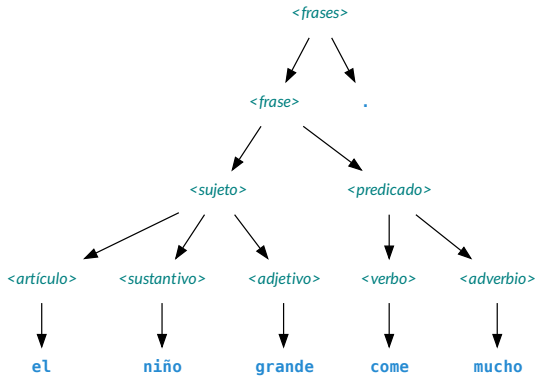 <frases>
<frase> .
<sujeto> <predicado>
<artículo> <sustantivo> <adjetivo> <verbo> <adverbio>
el niño grande come mucho